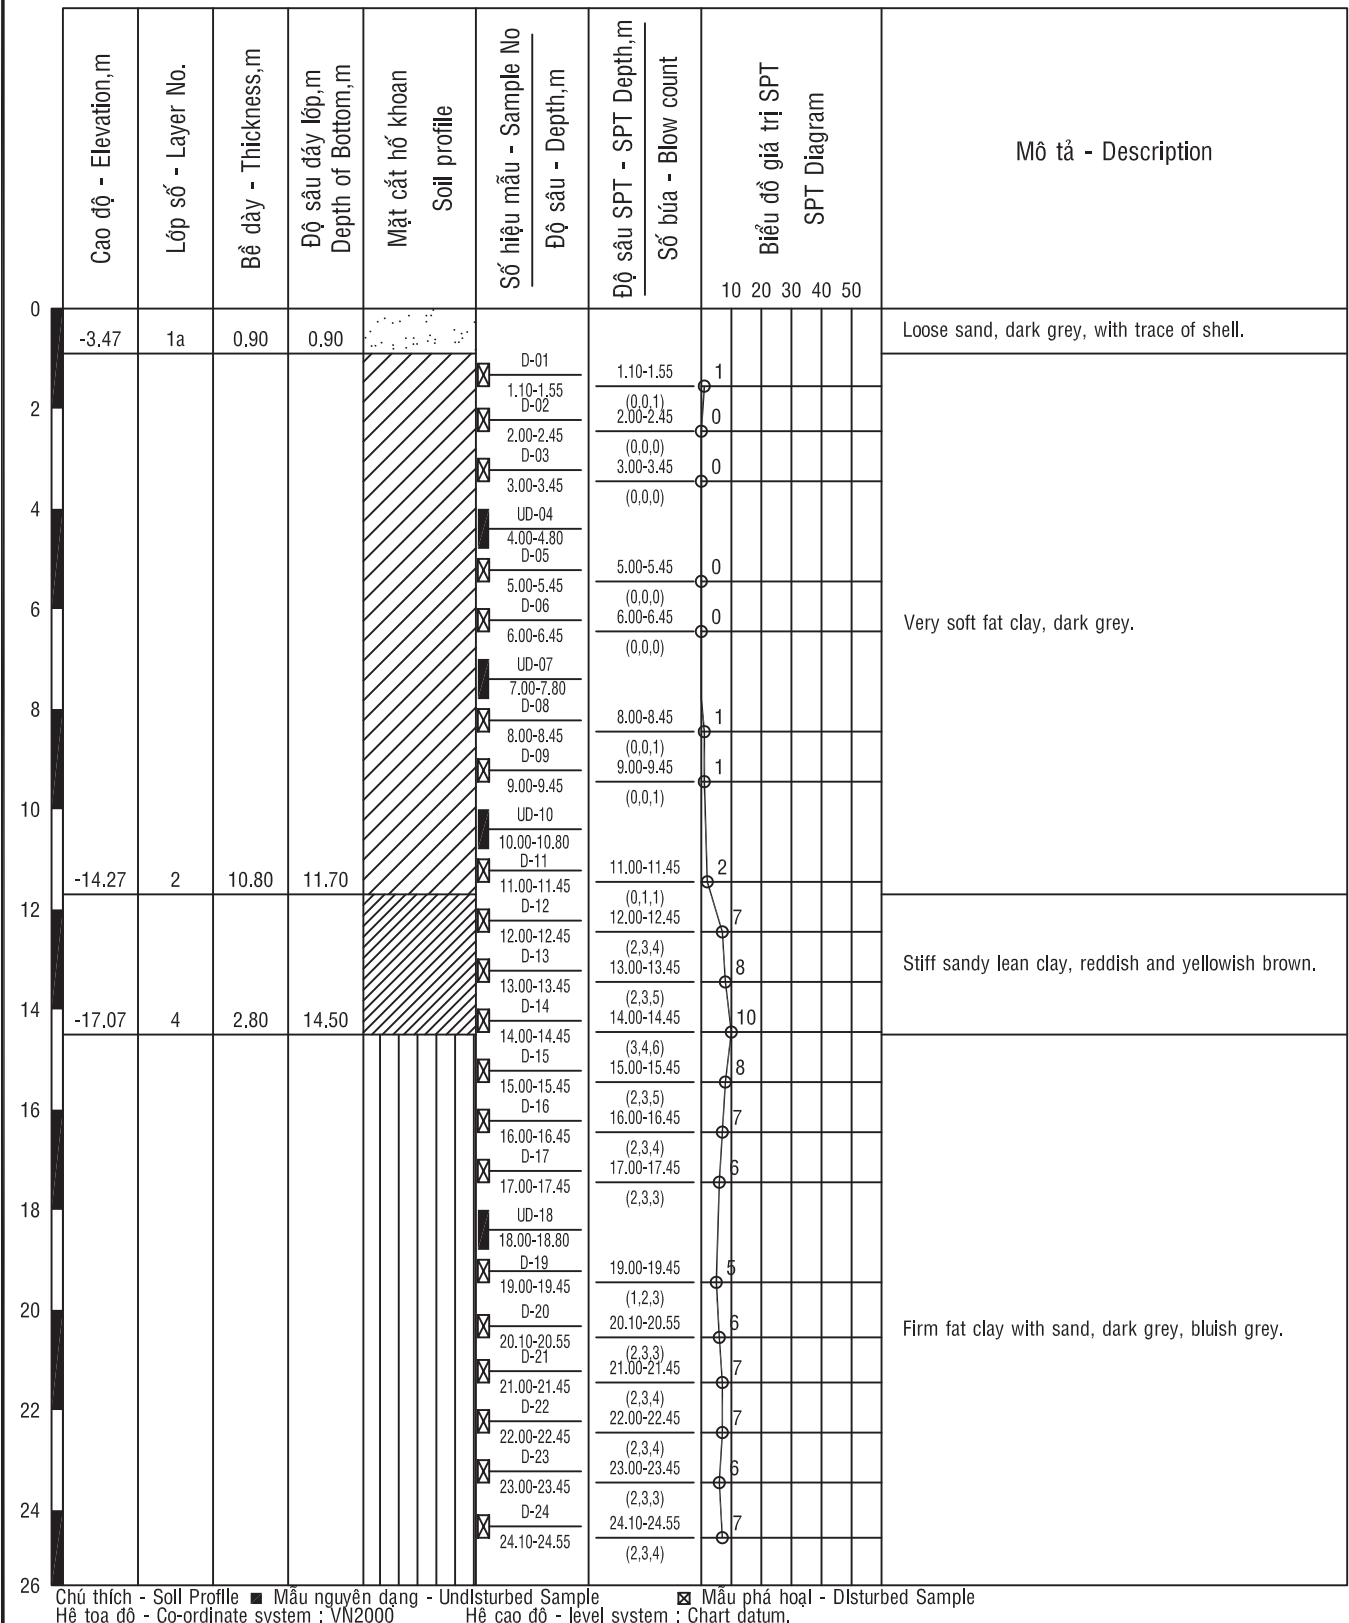 Cao độ - Elevation,m
Lớp số - Layer No.
Bề dày - Thickness,m
Độ sâu đáy lớp,m
Depth of Bottom,m
Mặt cắt hố khoan
Soil profile
Số hiệu mẫu - Sample No
Độ sâu - Depth,m
Độ sâu SPT - SPT Depth,m
Số búa - Blow count
Biểu đồ giá trị SPT
SPT Diagram
10 20 30 40 50
Mô tả - Description
0
-3.47 1a 0.90 0.90
Loose sand, dark grey, with trace of shell.
D-01
1.10-1.55
1.10-1.55
(0,0,1)
1
2
D-02
2.00-2.45
2.00-2.45
(0,0,0)
0
D-03
3.00-3.45
3.00-3.45
(0,0,0)
0
4
UD-04
4.00-4.80
D-05
5.00-5.45
5.00-5.45
(0,0,0)
0
6
D-06
6.00-6.45
6.00-6.45
(0,0,0)
0
Very soft fat clay, dark grey.
UD-07
7.00-7.80
8
D-08
8.00-8.45
8.00-8.45
(0,0,1)
1
D-09
9.00-9.45
9.00-9.45
(0,0,1)
1
10
UD-10
10.00-10.80
D-11
11.00-11.45
11.00-11.45
(0,1,1)
2
-14.27 2 10.80 11.70
12
D-12
12.00-12.45
12.00-12.45
(2,3,4)
7
D-13
13.00-13.45
13.00-13.45
(2,3,5)
8
Stiff sandy lean clay, reddish and yellowish brown.
14
D-14
14.00-14.45
14.00-14.45
(3,4,6)
10
-17.07 4 2.80 14.50
D-15
15.00-15.45
15.00-15.45
(2,3,5)
8
16
D-16
16.00-16.45
16.00-16.45
(2,3,4)
7
D-17
17.00-17.45
17.00-17.45
(2,3,3)
6
18
UD-18
18.00-18.80
D-19
19.00-19.45
19.00-19.45
(1,2,3)
5
20
D-20
20.10-20.55
20.10-20.55
(2,3,3)
6
Firm fat clay with sand, dark grey, bluish grey.
D-21
21.00-21.45
21.00-21.45
(2,3,4)
7
22
D-22
22.00-22.45
22.00-22.45
(2,3,4)
7
D-23
23.00-23.45
23.00-23.45
(2,3,3)
6
24
D-24
24.10-24.55
24.10-24.55
(2,3,4)
7
26
Chú thích - Soil Profile Mẫu nguyên dạng - Undisturbed Sample Mẫu phá hoại - Disturbed Sample
Hệ toạ độ - Co-ordinate system : VN2000 Hệ cao độ - level system : Chart datum.